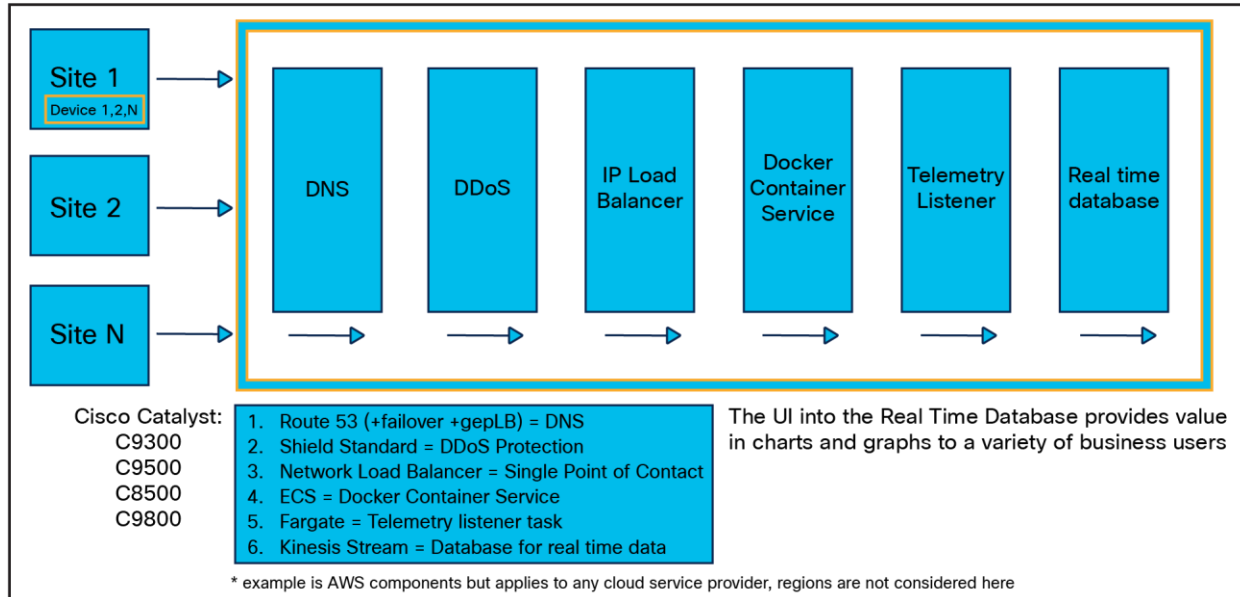 Site 1
Device 1,2,N
Site 2
Site N
DNS
DDoS
IP Load
Balancer
Docker
Container
Service
Telemetry
Listener
Real time
database
Cisco Catalyst:
C9300
C9500
C8500
C9800
1. Route 53 (+failover +gepLB) = DNS
2. Shield Standard = DDoS Protection
3. Network Load Balancer = Single Point of Contact
4. ECS = Docker Container Service
5. Fargate = Telemetry listener task
6. Kinesis Stream = Database for real time data
The UI into the Real Time Database provides value
in charts and graphs to a variety of business users
* example is AWS components but applies to any cloud service provider, regions are not considered here